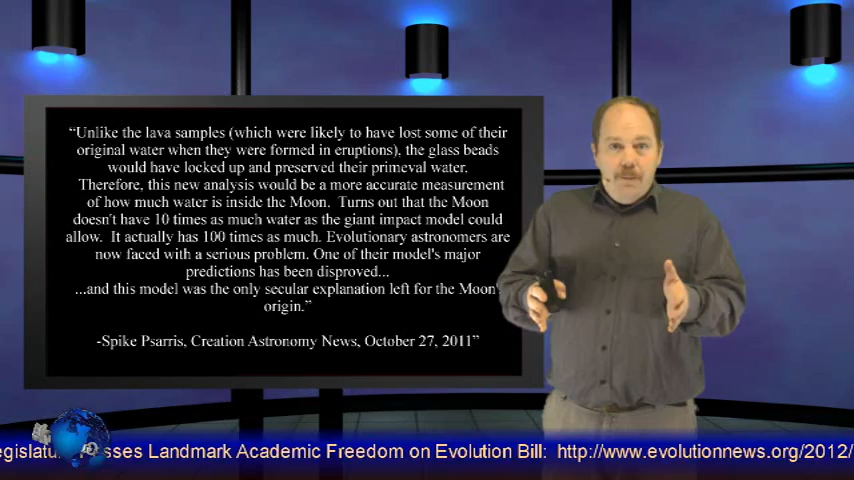 “Unlike the lava samples (which were likely to have lost some of their
original water when they were formed in eruptions), the glass beads
would have locked up and preserved their primeval water.
Therefore, this new analysis would be a more accurate measurement
of how much water is inside the Moon. Turns out that the Moon
doesn't have 10 times as much water as the giant impact model could
allow. It actually has 100 times as much. Evolutionary astronomers are
now faced with a serious problem. One of their model's major
predictions has been disproved...
...and this model was the only secular explanation left for the Moon's
origin.”
-Spike Psarris, Creation Astronomy News, October 27, 2011”
Landmark Academic Freedom on Evolution Bill: http://www.evolutionnews.org/2012/